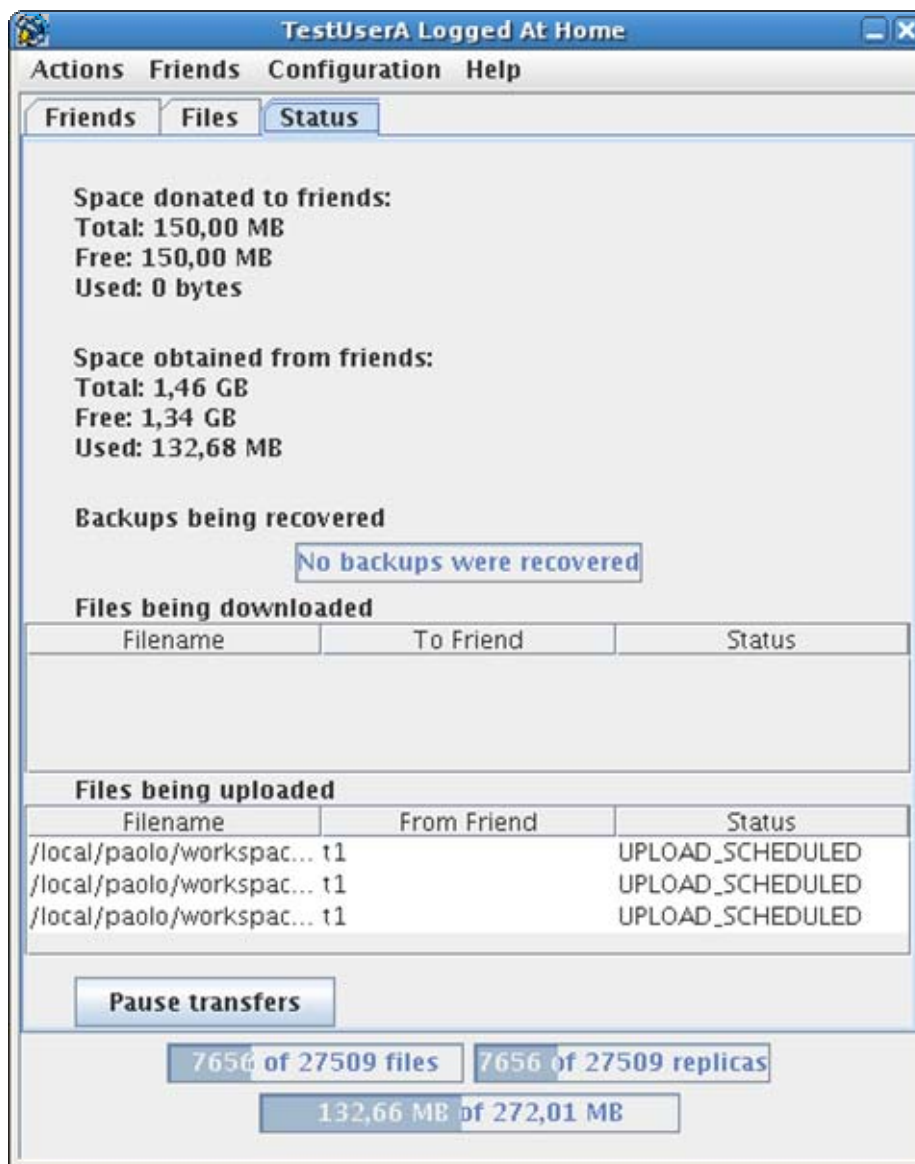 TestUserA Logged At Home
Actions Friends Configuration Help
Friends Files Status
Space donated to friends:
Total: 150,00 MB
Free: 150,00 MB
Used: 0 bytes
Space obtained from friends:
Total: 1,46 GB
Free: 1,34 GB
Used: 132,68 MB
Backups being recovered
No backups were recovered
Files being downloaded
Filename To Friend Status
Files being uploaded
Filename From Friend Status
/local/paolo/workspac... t1 UPLOAD_SCHEDULED
/local/paolo/workspac... t1 UPLOAD_SCHEDULED
/local/paolo/workspac... t1 UPLOAD_SCHEDULED
Pause transfers
7656 of 27509 files 7656 of 27509 replicas
132,66 MB of 272,01 MB